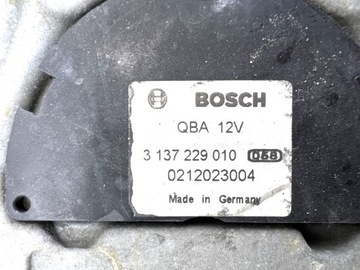 BOSCH
QBA 12V
3 137 229 010
0212023004
Made in Germany